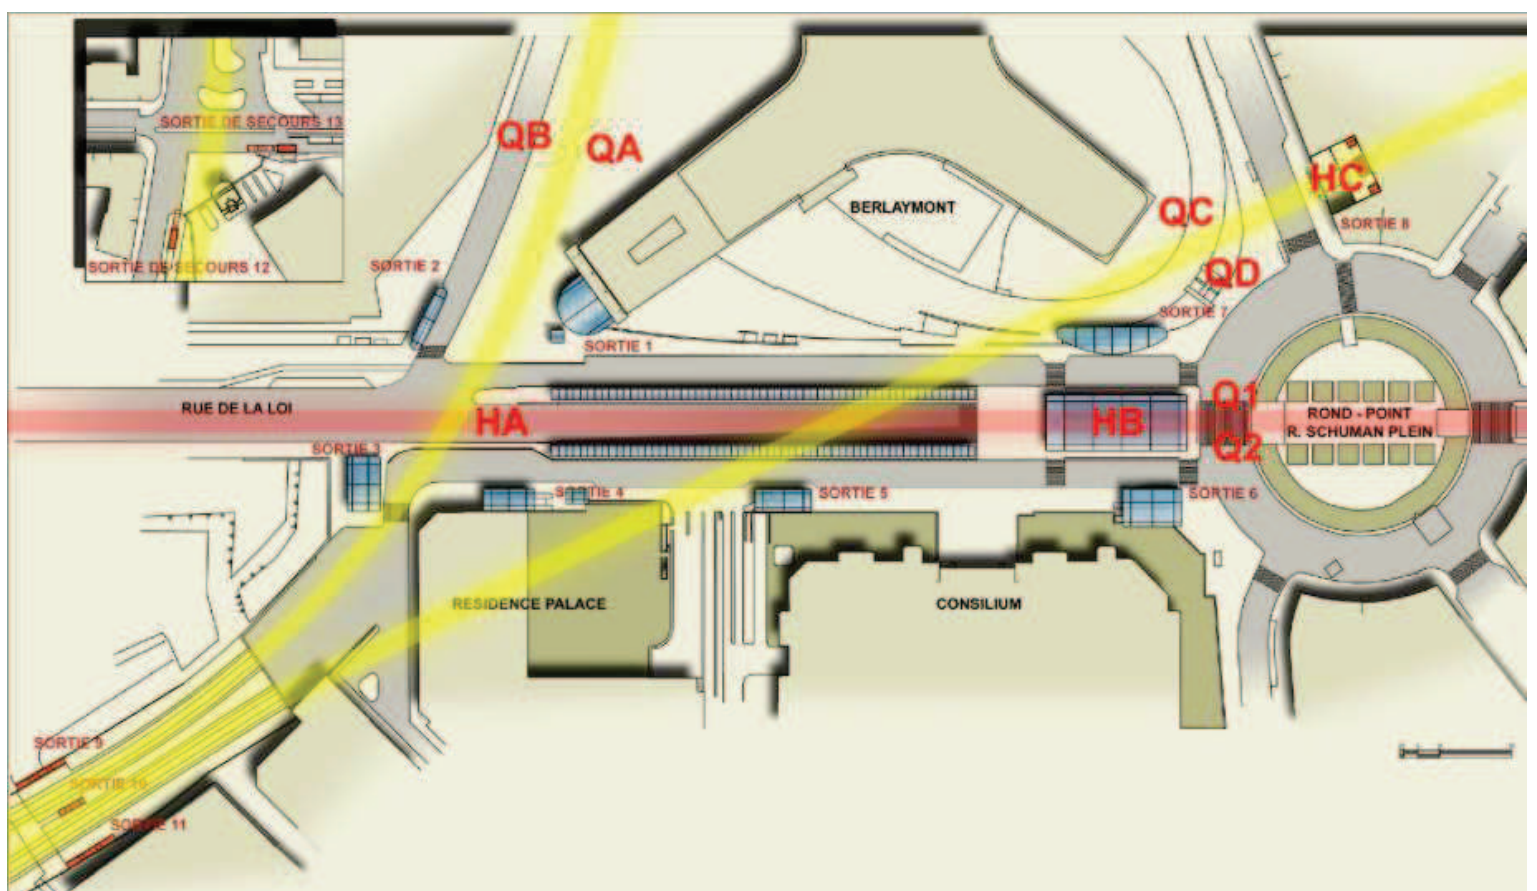 SORTIE DE SECOURS 13
SORTIE DE SECOURS 12
SORTIE 2
QB
QA
BERLAYMONT
QC
HC
SORTIE 8
QD
SORTIE 7
SORTIE 1
RUE DE LA LOI
HA
HB
Q1
Q2
ROND - POINT
R. SCHUMAN PLEIN
SORTIE 3
SORTIE 4
SORTIE 5
SORTIE 6
RESIDENCE PALACE
CONSILIUM
SORTIE 9
SORTIE 10
SORTIE 11